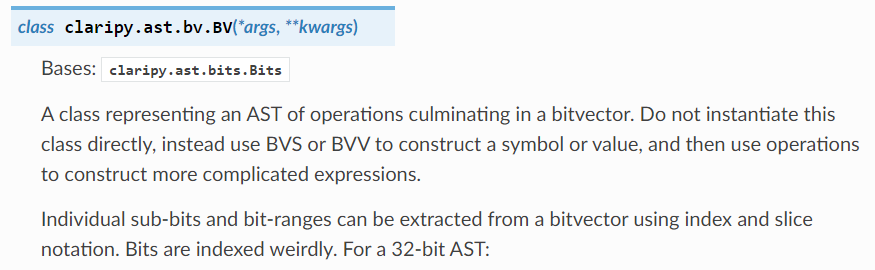 class claripy.ast.bv.BV(*args, **kwargs)
Bases: claripy.ast.bits.Bits
A class representing an AST of operations culminating in a bitvector. Do not instantiate this
class directly, instead use BVS or BVV to construct a symbol or value, and then use operations
to construct more complicated expressions.
Individual sub-bits and bit-ranges can be extracted from a bitvector using index and slice
notation. Bits are indexed weirdly. For a 32-bit AST: